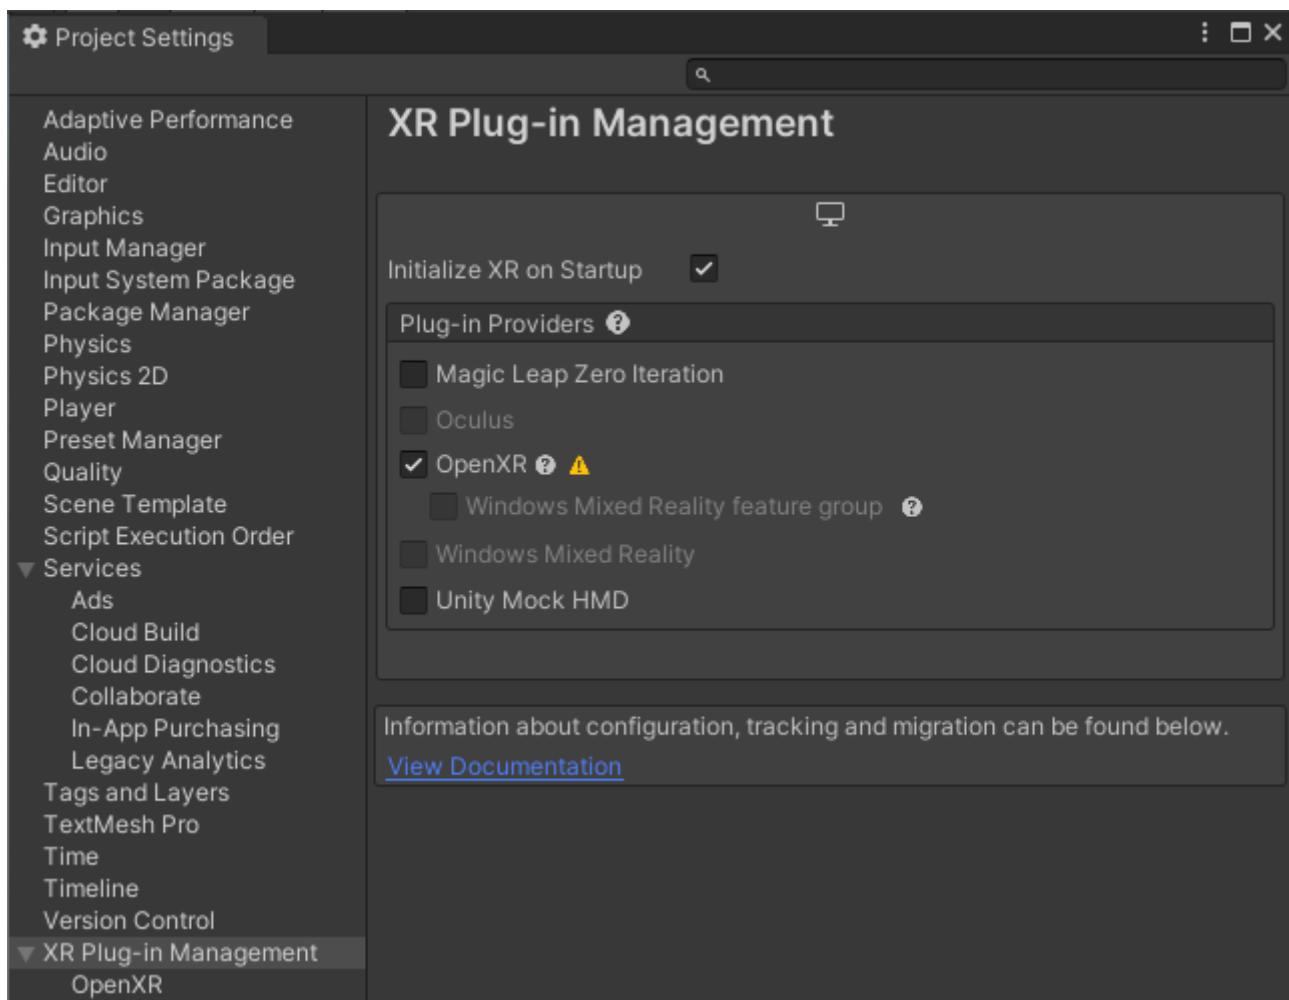 Project Settings
Adaptive Performance
Audio
Editor
Graphics
Input Manager
Input System Package
Package Manager
Physics
Physics 2D
Player
Preset Manager
Quality
Scene Template
Script Execution Order
Services
Ads
Cloud Build
Cloud Diagnostics
Collaborate
In-App Purchasing
Legacy Analytics
Tags and Layers
TextMesh Pro
Time
Timeline
Version Control
XR Plug-in Management
OpenXR
XR Plug-in Management
Initialize XR on Startup
Plug-in Providers
Magic Leap Zero Iteration
Oculus
OpenXR
Windows Mixed Reality feature group
Windows Mixed Reality
Unity Mock HMD
Information about configuration, tracking and migration can be found below.
View Documentation